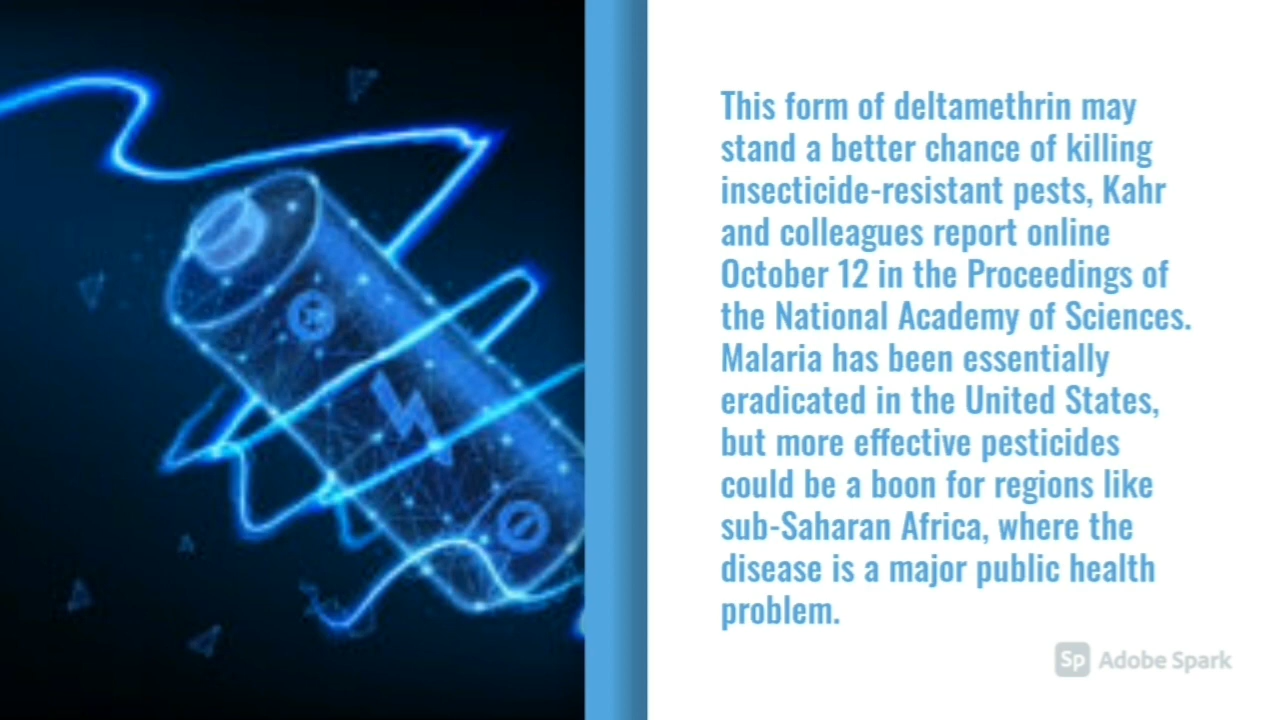 This form of deltamethrin may
stand a better chance of killing
insecticide-resistant pests, Kahr
and colleagues report online
October 12 in the Proceedings of
the National Academy of Sciences.
Malaria has been essentially
eradicated in the United States,
but more effective pesticides
could be a boon for regions like
sub-Saharan Africa, where the
disease is a major public health
problem.
Sp Adobe Spark